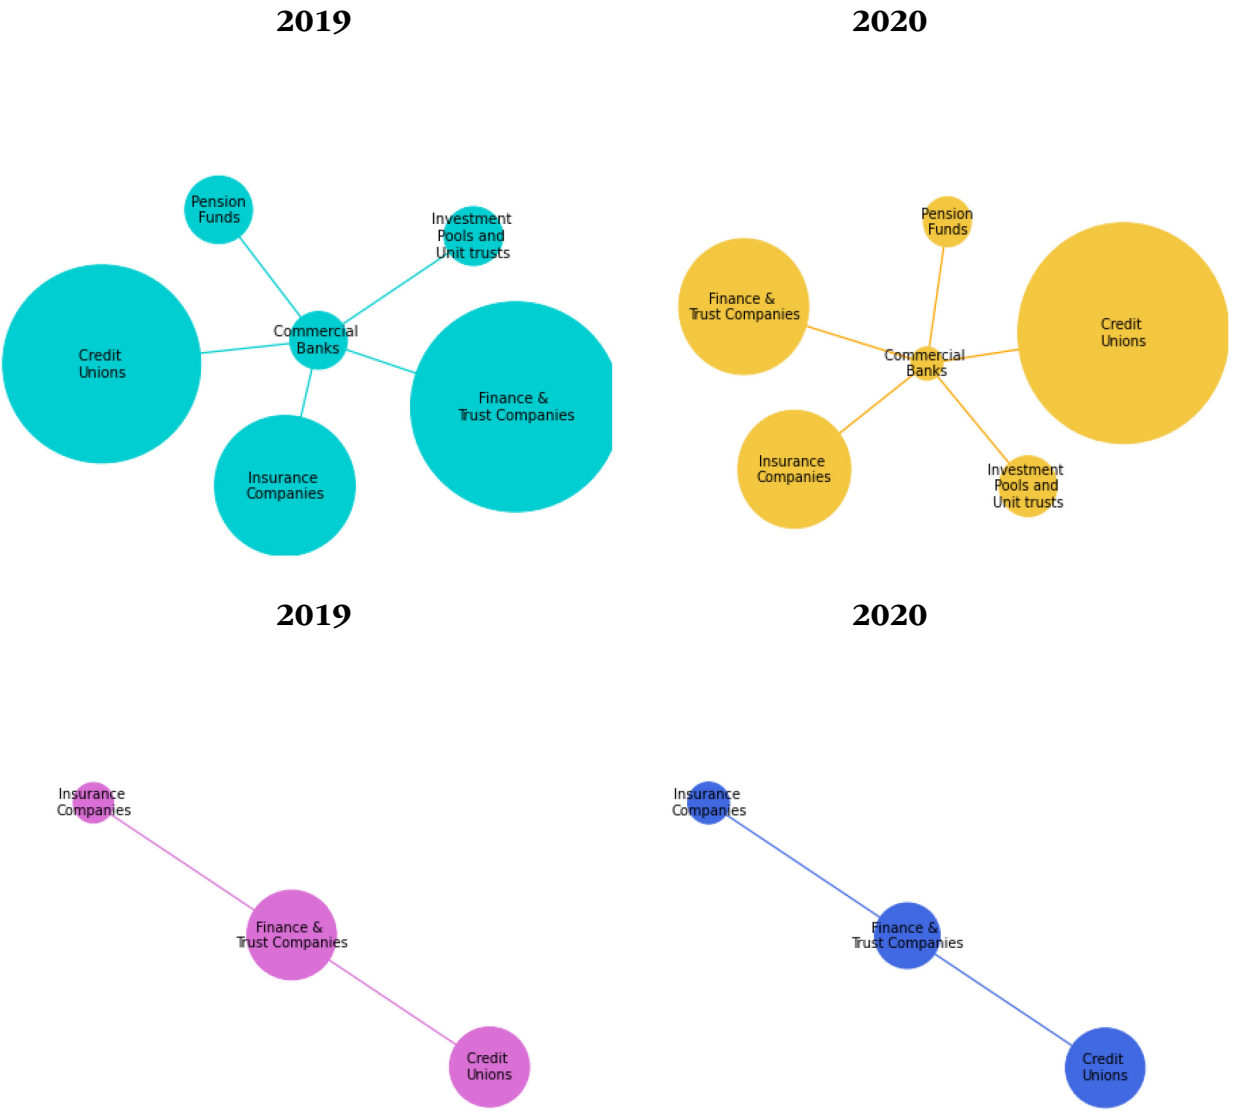 2019
2020
Pension
Funds
Investment
Pools and
Unit trusts
Commercial
Banks
Credit
Unions
Finance &
Trust Companies
Insurance
Companies
Pension
Funds
Finance &
Trust Companies
Credit
Unions
Commercial
Banks
Insurance
Companies
Investment
Pools and
Unit trusts
2019
2020
Insurance
Companies
Finance &
Trust Companies
Credit
Unions
Insurance
Companies
Finance &
Trust Companies
Credit
Unions